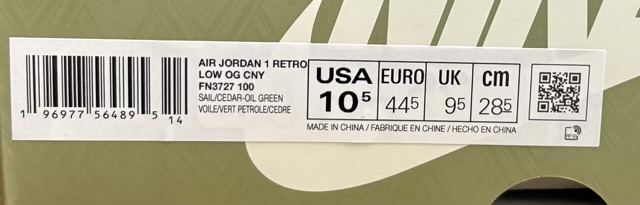 AIR JORDAN 1 RETRO
LOW OG CNY
FN3727 100
SAIL/CEDAR-OIL GREEN
VOILE/VERT PETROLE/CEDRE
1 96977 56489 5
14
USA EURO UK cm
10⁵ 44⁵ 9⁵ 28⁵
MADE IN CHINA / FABRIQUE EN CHINE / HECHO EN CHINA